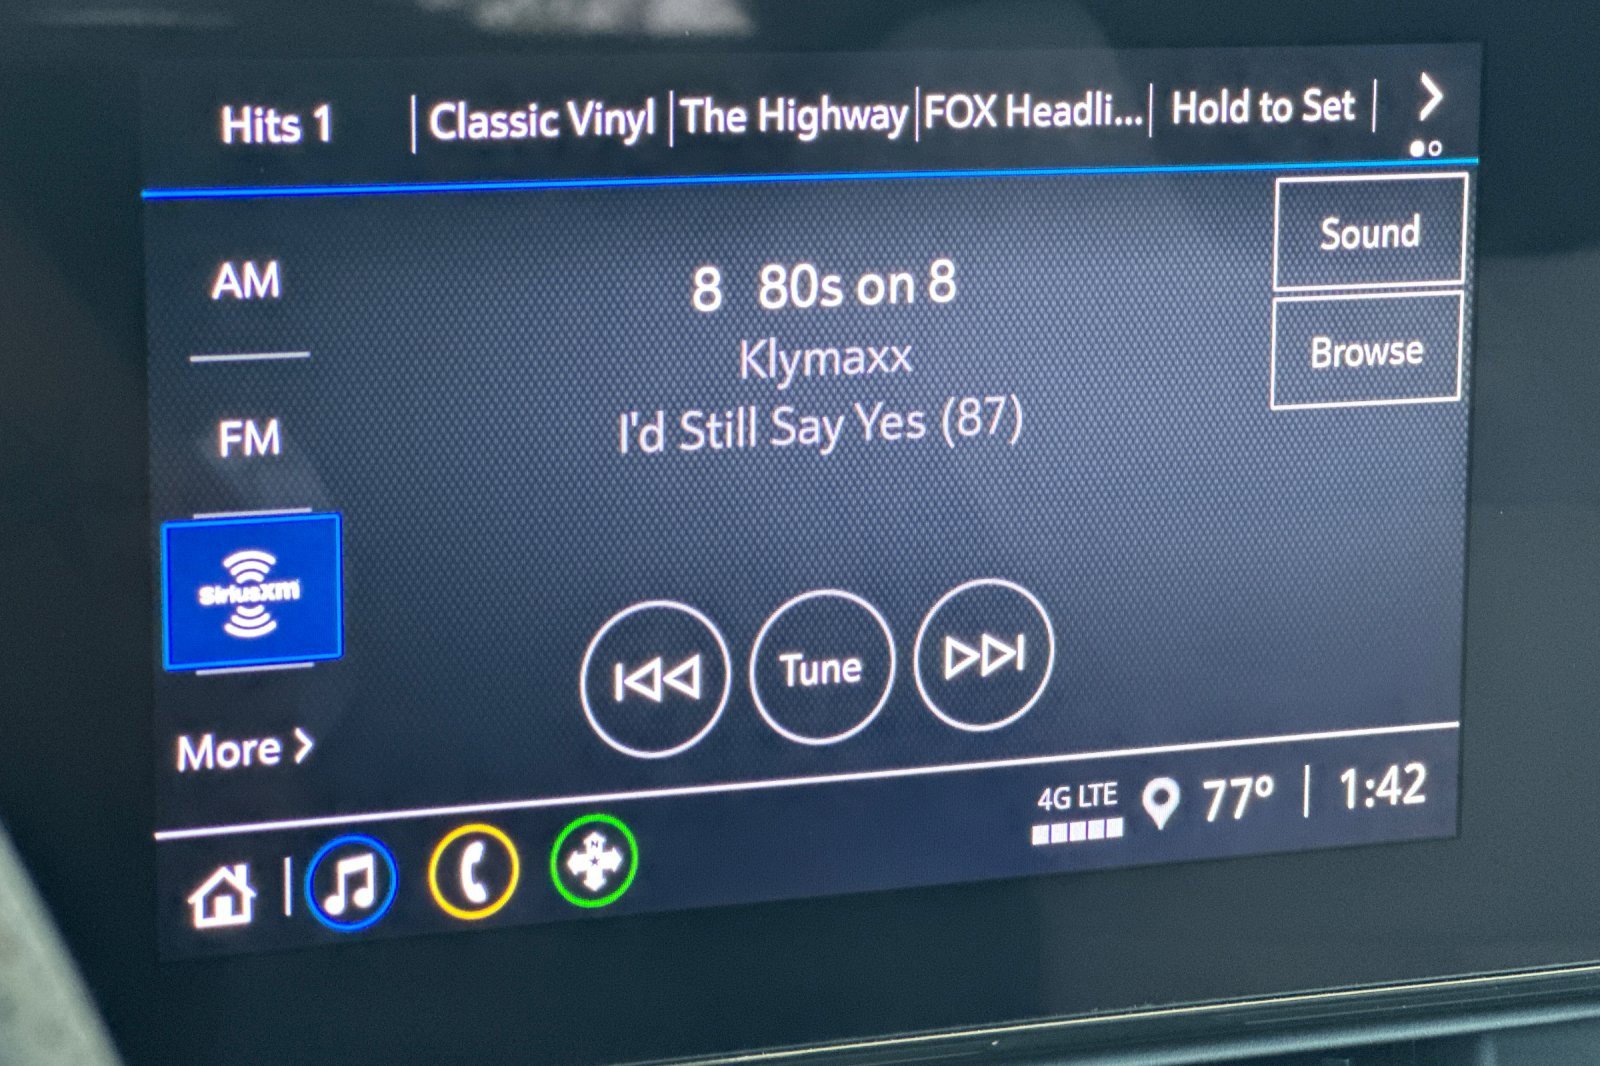 Hits 1 | Classic Vinyl | The Highway | FOX Headli... | Hold to Set |
Sound
Browse
AM
FM
SiriusXM
More
8 80s on 8
Klymaxx
I'd Still Say Yes (87)
Tune
N
4G LTE 77° | 1:42